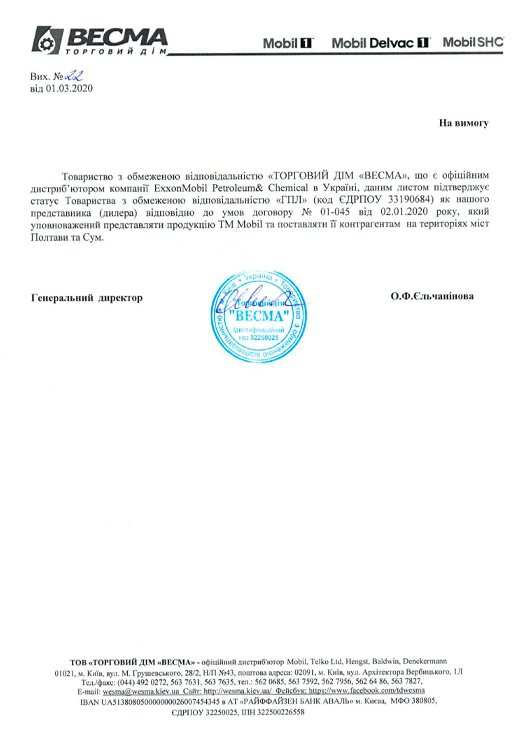 ВЕСМА
ТОРГОВИЙ ДІМ
Mobil 1 Mobil Delvac 1 Mobil SHC
Вих. № 22
від 01.03.2020
На вимогу
Товариство з обмеженою відповідальністю «ТОРГОВИЙ ДІМ «ВЕСМА», що є офіційним
дистриб’ютором компанії ExxonMobil Petroleum& Chemical в Україні, даним листом підтверджує
статус Товариства з обмеженою відповідальністю «ГПЛ» (код ЄДРПОУ 33190684) як нашого
представника (дилера) відповідно до умов договору № 01-045 від 02.01.2020 року, який
уповноважений представляти продукцію ТМ Mobil та поставляти її контрагентам на територіях міст
Полтави та Сум.
Генеральний директор
О.Ф.Єльчанінова
Україна
"ВЕСМА"
Ідентифікаційний
код 32250025
ТОВ «ТОРГОВИЙ ДІМ «ВЕСМА» - офіційний дистриб'ютор Mobil, Telko Ltd, Hengst, Baldwin, Denckermann
01021, м. Київ, вул. М. Грушевського, 28/2, Н/П №43, поштова адреса: 02091, м. Київ, вул. Архітектора Вербицького, 1Л
Тел./факс: (044) 492 0272, 563 7631, 563 7635, тел.: 562 0685, 563 7592, 562 7956, 562 64 86, 563 7827,
E-mail: wesma@wesma.kiev.ua Сайт: http://wesma.kiev.ua/ Фейсбук: https://www.facebook.com/tdwesma
IBAN UA513808050000000026007454345 в АТ «РАЙФФАЙЗЕН БАНК АВАЛЬ» м. Києва, МФО 380805,
ЄДРПОУ 32250025, ІПН 322500226558